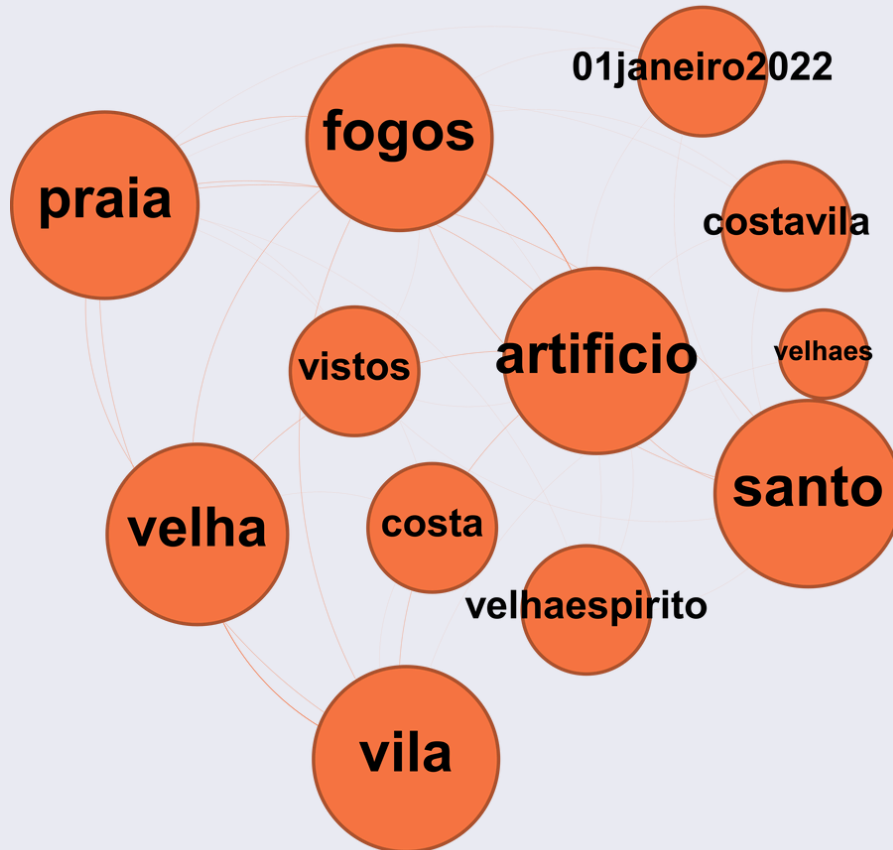 01janeiro2022
fogos
praia
costavila
velhaes
artificio
vistos
santo
velha
costa
velhaespirito
vila